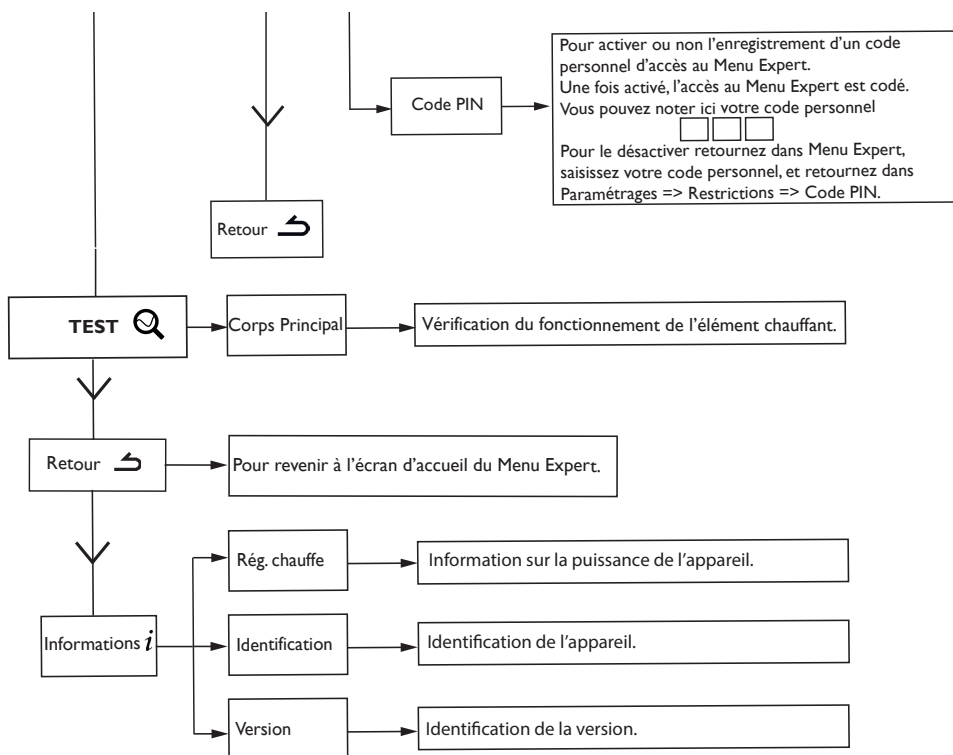 Code PIN
Pour activer ou non l'enregistrement d'un code
personnel d'accès au Menu Expert.
Une fois activé, l'accès au Menu Expert est codé.
Vous pouvez noter ici votre code personnel
Pour le désactiver retournez dans Menu Expert,
saisissez votre code personnel, et retournez dans
Paramétrages => Restrictions => Code PIN.
Retour
TEST
Corps Principal
Vérification du fonctionnement de l'élément chauffant.
Retour
Pour revenir à l'écran d'accueil du Menu Expert.
Informations i
Rég. chauffe
Information sur la puissance de l'appareil.
Identification
Identification de l'appareil.
Version
Identification de la version.